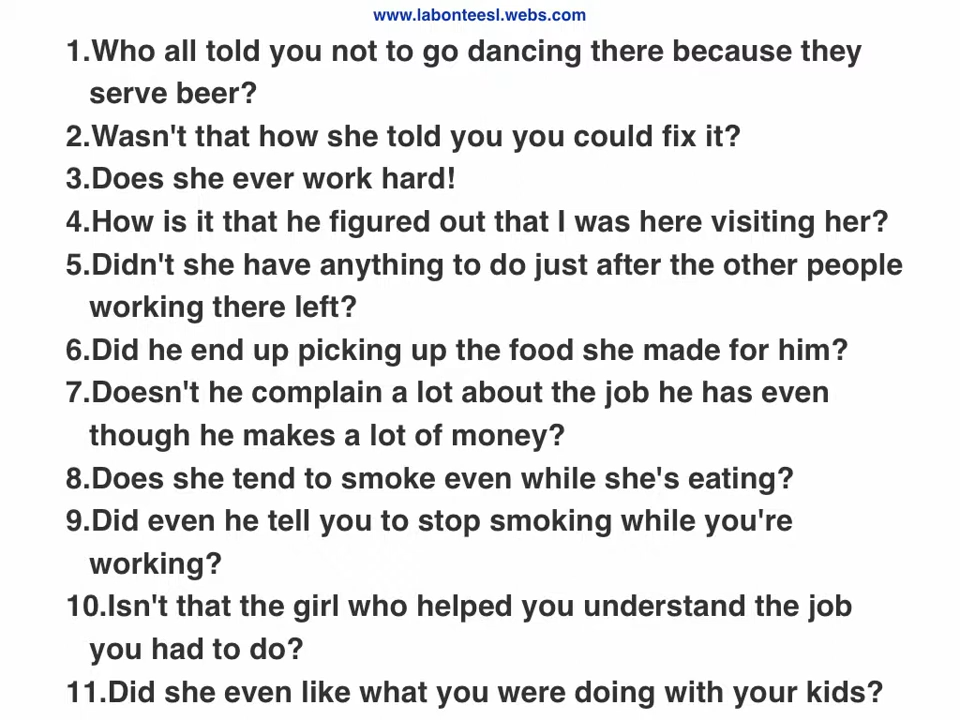 www.labonteesl.webs.com
1.Who all told you not to go dancing there because they
serve beer?
2.Wasn't that how she told you you could fix it?
3.Does she ever work hard!
4.How is it that he figured out that I was here visiting her?
5.Didn't she have anything to do just after the other people
working there left?
6.Did he end up picking up the food she made for him?
7.Doesn't he complain a lot about the job he has even
though he makes a lot of money?
8.Does she tend to smoke even while she's eating?
9.Did even he tell you to stop smoking while you're
working?
10.Isn't that the girl who helped you understand the job
you had to do?
11.Did she even like what you were doing with your kids?